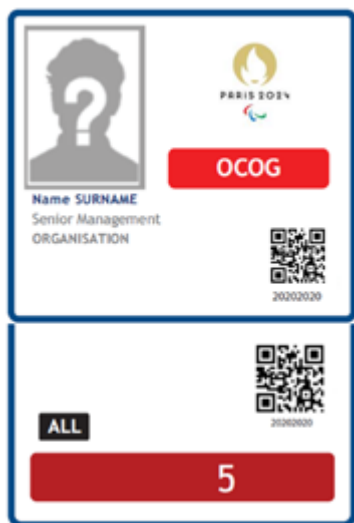 ?
PARIS 2024
OCOG
Name SURNAME
Senior Management
ORGANISATION
20202020
20202020
ALL
5